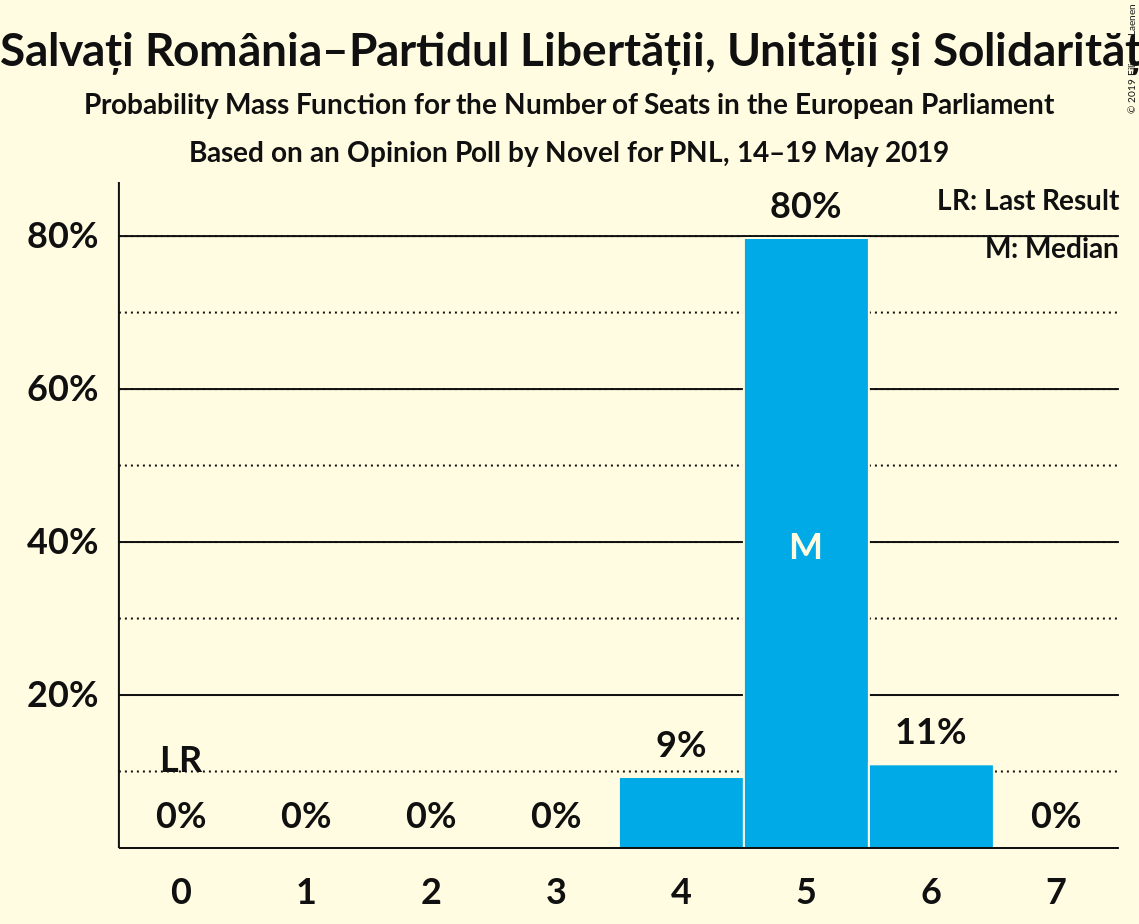 Salvați România–Partidul Libertății, Unității și Solidarităț
Probability Mass Function for the Number of Seats in the European Parliament
Based on an Opinion Poll by Novel for PNL, 14–19 May 2019
© 2019 Laenen
LR: Last Result
M: Median
80%
60%
40%
20%
80%
M
LR
0% 0% 0% 0% 9% 11% 0%
0 1 2 3 4 5 6 7